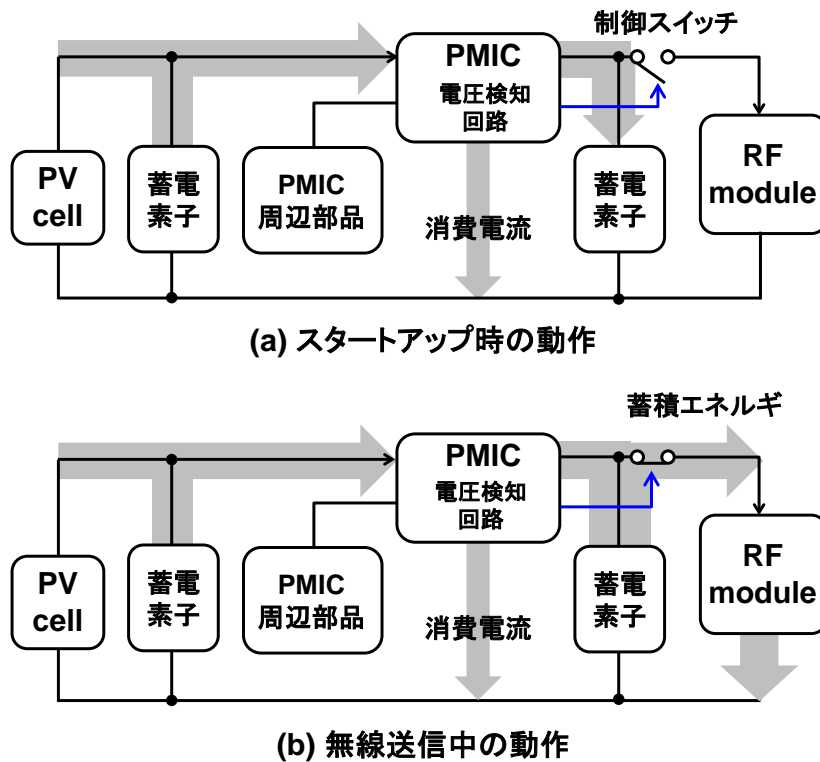 制御スイッチ
PMIC
電圧検知
回路
PV
cell
蓄電
素子
PMIC
周辺部品
消費電流
蓄電
素子
RF
module
(a) スタートアップ時の動作
蓄積エネルギ
PMIC
電圧検知
回路
PV
cell
蓄電
素子
PMIC
周辺部品
消費電流
蓄電
素子
RF
module
(b) 無線送信中の動作